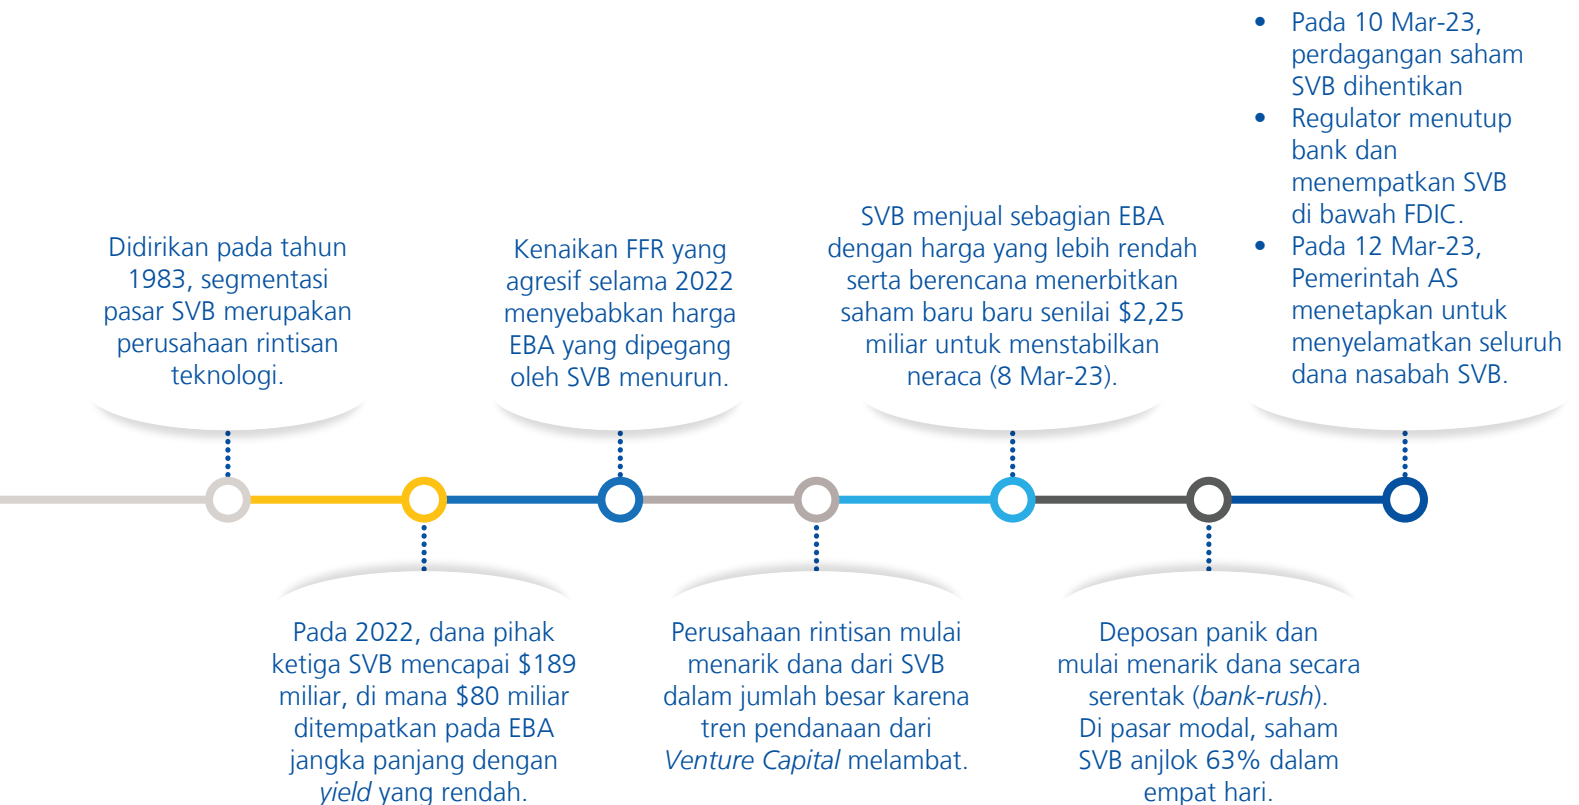 Didirikan pada tahun
1983, segmentasi
pasar SVB merupakan
perusahaan rintisan
teknologi.
Pada 2022, dana pihak
ketiga SVB mencapai $189
miliar, di mana $80 miliar
ditempatkan pada EBA
jangka panjang dengan
yield yang rendah.
Kenaikan FFR yang
agresif selama 2022
menyebabkan harga
EBA yang dipegang
oleh SVB menurun.
Perusahaan rintisan mulai
menarik dana dari SVB
dalam jumlah besar karena
tren pendanaan dari
Venture Capital melambat.
SVB menjual sebagian EBA
dengan harga yang lebih rendah
serta berencana menerbitkan
saham baru baru senilai $2,25
miliar untuk menstabilkan
neraca (8 Mar-23).
Deposan panik dan
mulai menarik dana secara
serentak (bank-rush).
Di pasar modal, saham
SVB anjlok 63% dalam
empat hari.
• Pada 10 Mar-23,
perdagangan saham
SVB dihentikan
• Regulator menutup
bank dan
menempatkan SVB
di bawah FDIC.
• Pada 12 Mar-23,
Pemerintah AS
menetapkan untuk
menyelamatkan seluruh
dana nasabah SVB.